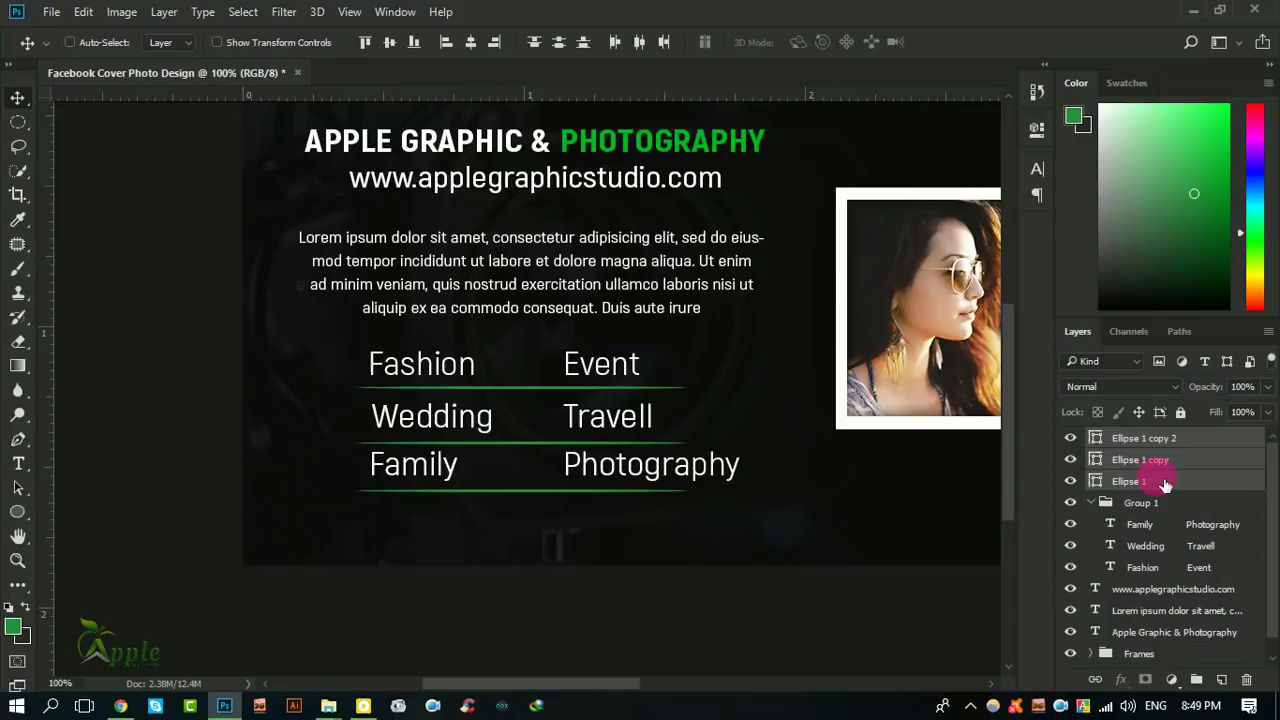 Ps File Edit Image Layer Type Select Filter 3D View Window Help
Auto-Select: Layer Show Transform Controls 3D Mode:
Facebook Cover Photo Design @ 100% (RGB/8) *
0 1 2
APPLE GRAPHIC & PHOTOGRAPHY
www.applegraphicstudio.com
Lorem ipsum dolor sit amet, consectetur adipisicing elit, sed do eius-
mod tempor incididunt ut labore et dolore magna aliqua. Ut enim
ad minim veniam, quis nostrud exercitation ullamco laboris nisi ut
aliquip ex ea commodo consequat. Duis aute irure
Fashion Event
Wedding Travell
Family Photography
1
2
Apple
Color Swatches
Layers Channels Paths
Kind
Normal Opacity: 100%
Lock: Fill: 100%
Ellipse 1 copy 2
Ellipse 1 copy
Ellipse 1
Group 1
Family Photography
Wedding Travell
Fashion Event
www.applegraphicstudio.com
Lorem ipsum dolor sit amet, c...
Apple Graphic & Photography
Frames
100% Doc: 2.38M/12.4M
ENG 8:49 PM